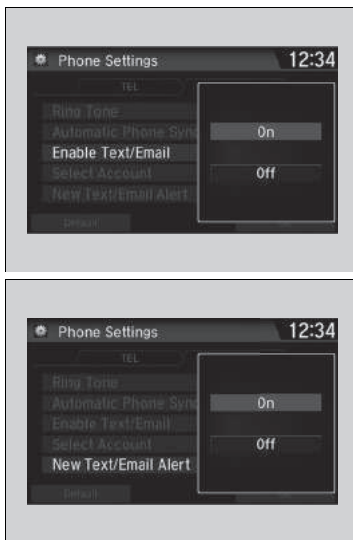 Phone Settings 12:34
TEL
Ring Tone
Automatic Phone Sync
On
Enable Text/Email
Select Account
Off
New Text/Email Alert
Default
Phone Settings 12:34
TEL
Ring Tone
Automatic Phone Sync
On
Enable Text/Email
Select Account
Off
New Text/Email Alert
Default